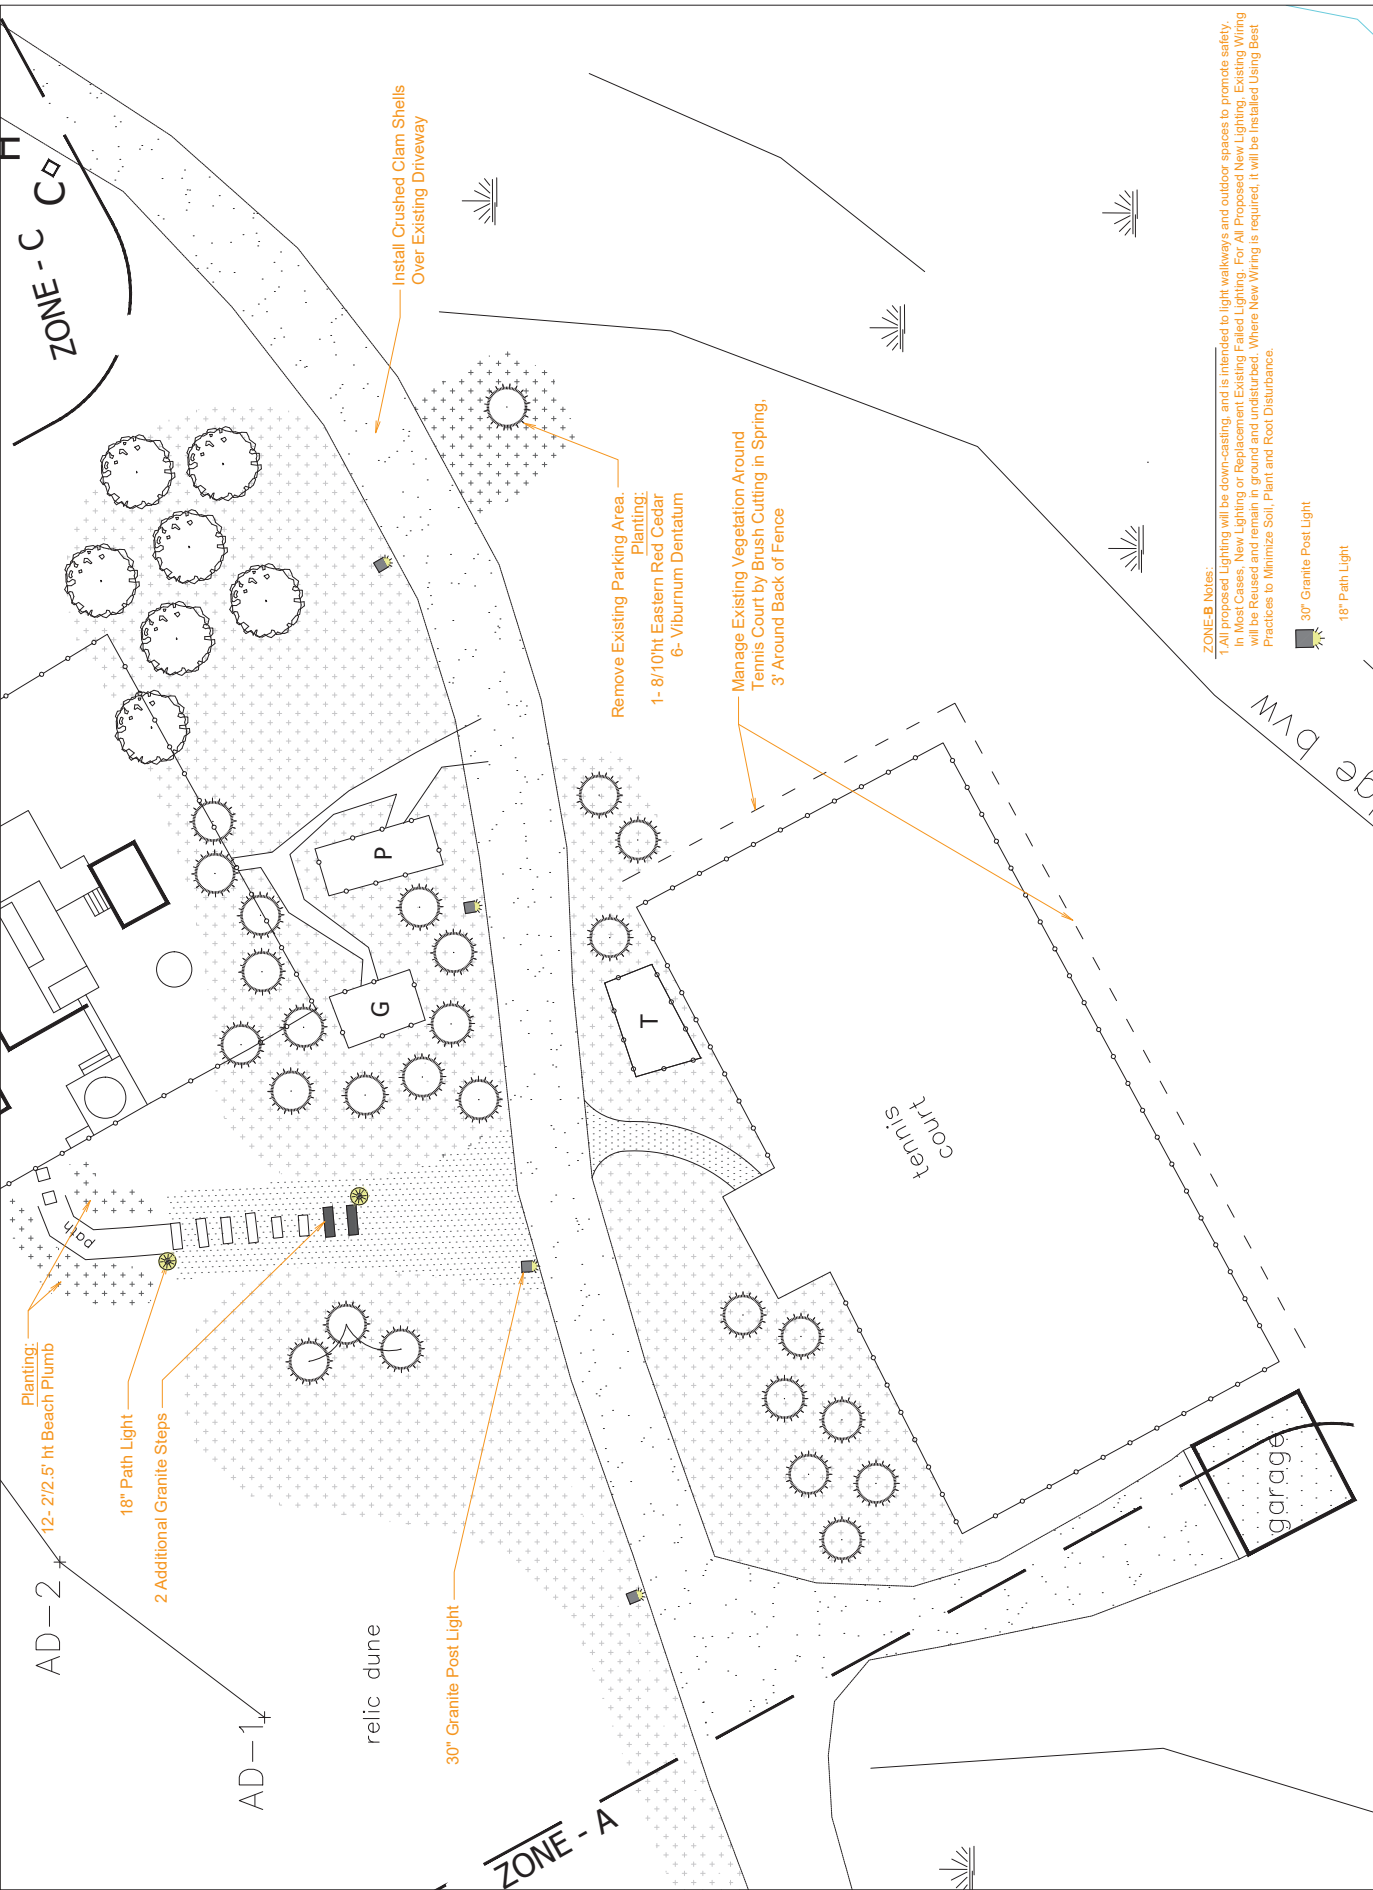 ZONE - C
C
H
Install Crushed Clam Shells
Over Existing Driveway
Remove Existing Parking Area.
Planting:
1- 8/10'ht Eastern Red Cedar
6- Viburnum Dentatum
Manage Existing Vegetation Around
Tennis Court by Brush Cutting in Spring,
3' Around Back of Fence
P
G
T
tennis
court
path
Planting:
12- 2'/2.5' ht Beach Plumb
18" Path Light
2 Additional Granite Steps
30" Granite Post Light
AD-2
AD-1
relic dune
ZONE - A
garage
ge bvw
ZONE-B Notes:
1.All proposed Lighting will be down-casting, and is intended to light walkways and outdoor spaces to promote safety.
In Most Cases, New Lighting or Replacement Existing Failed Lighting. For All Proposed New Lighting, Existing Wiring
will be Reused and remain in ground and undisturbed. Where New Wiring is required, it will be Installed Using Best
Practices to Minimize Soil, Plant and Root Disturbance.
30" Granite Post Light
18" Path Light